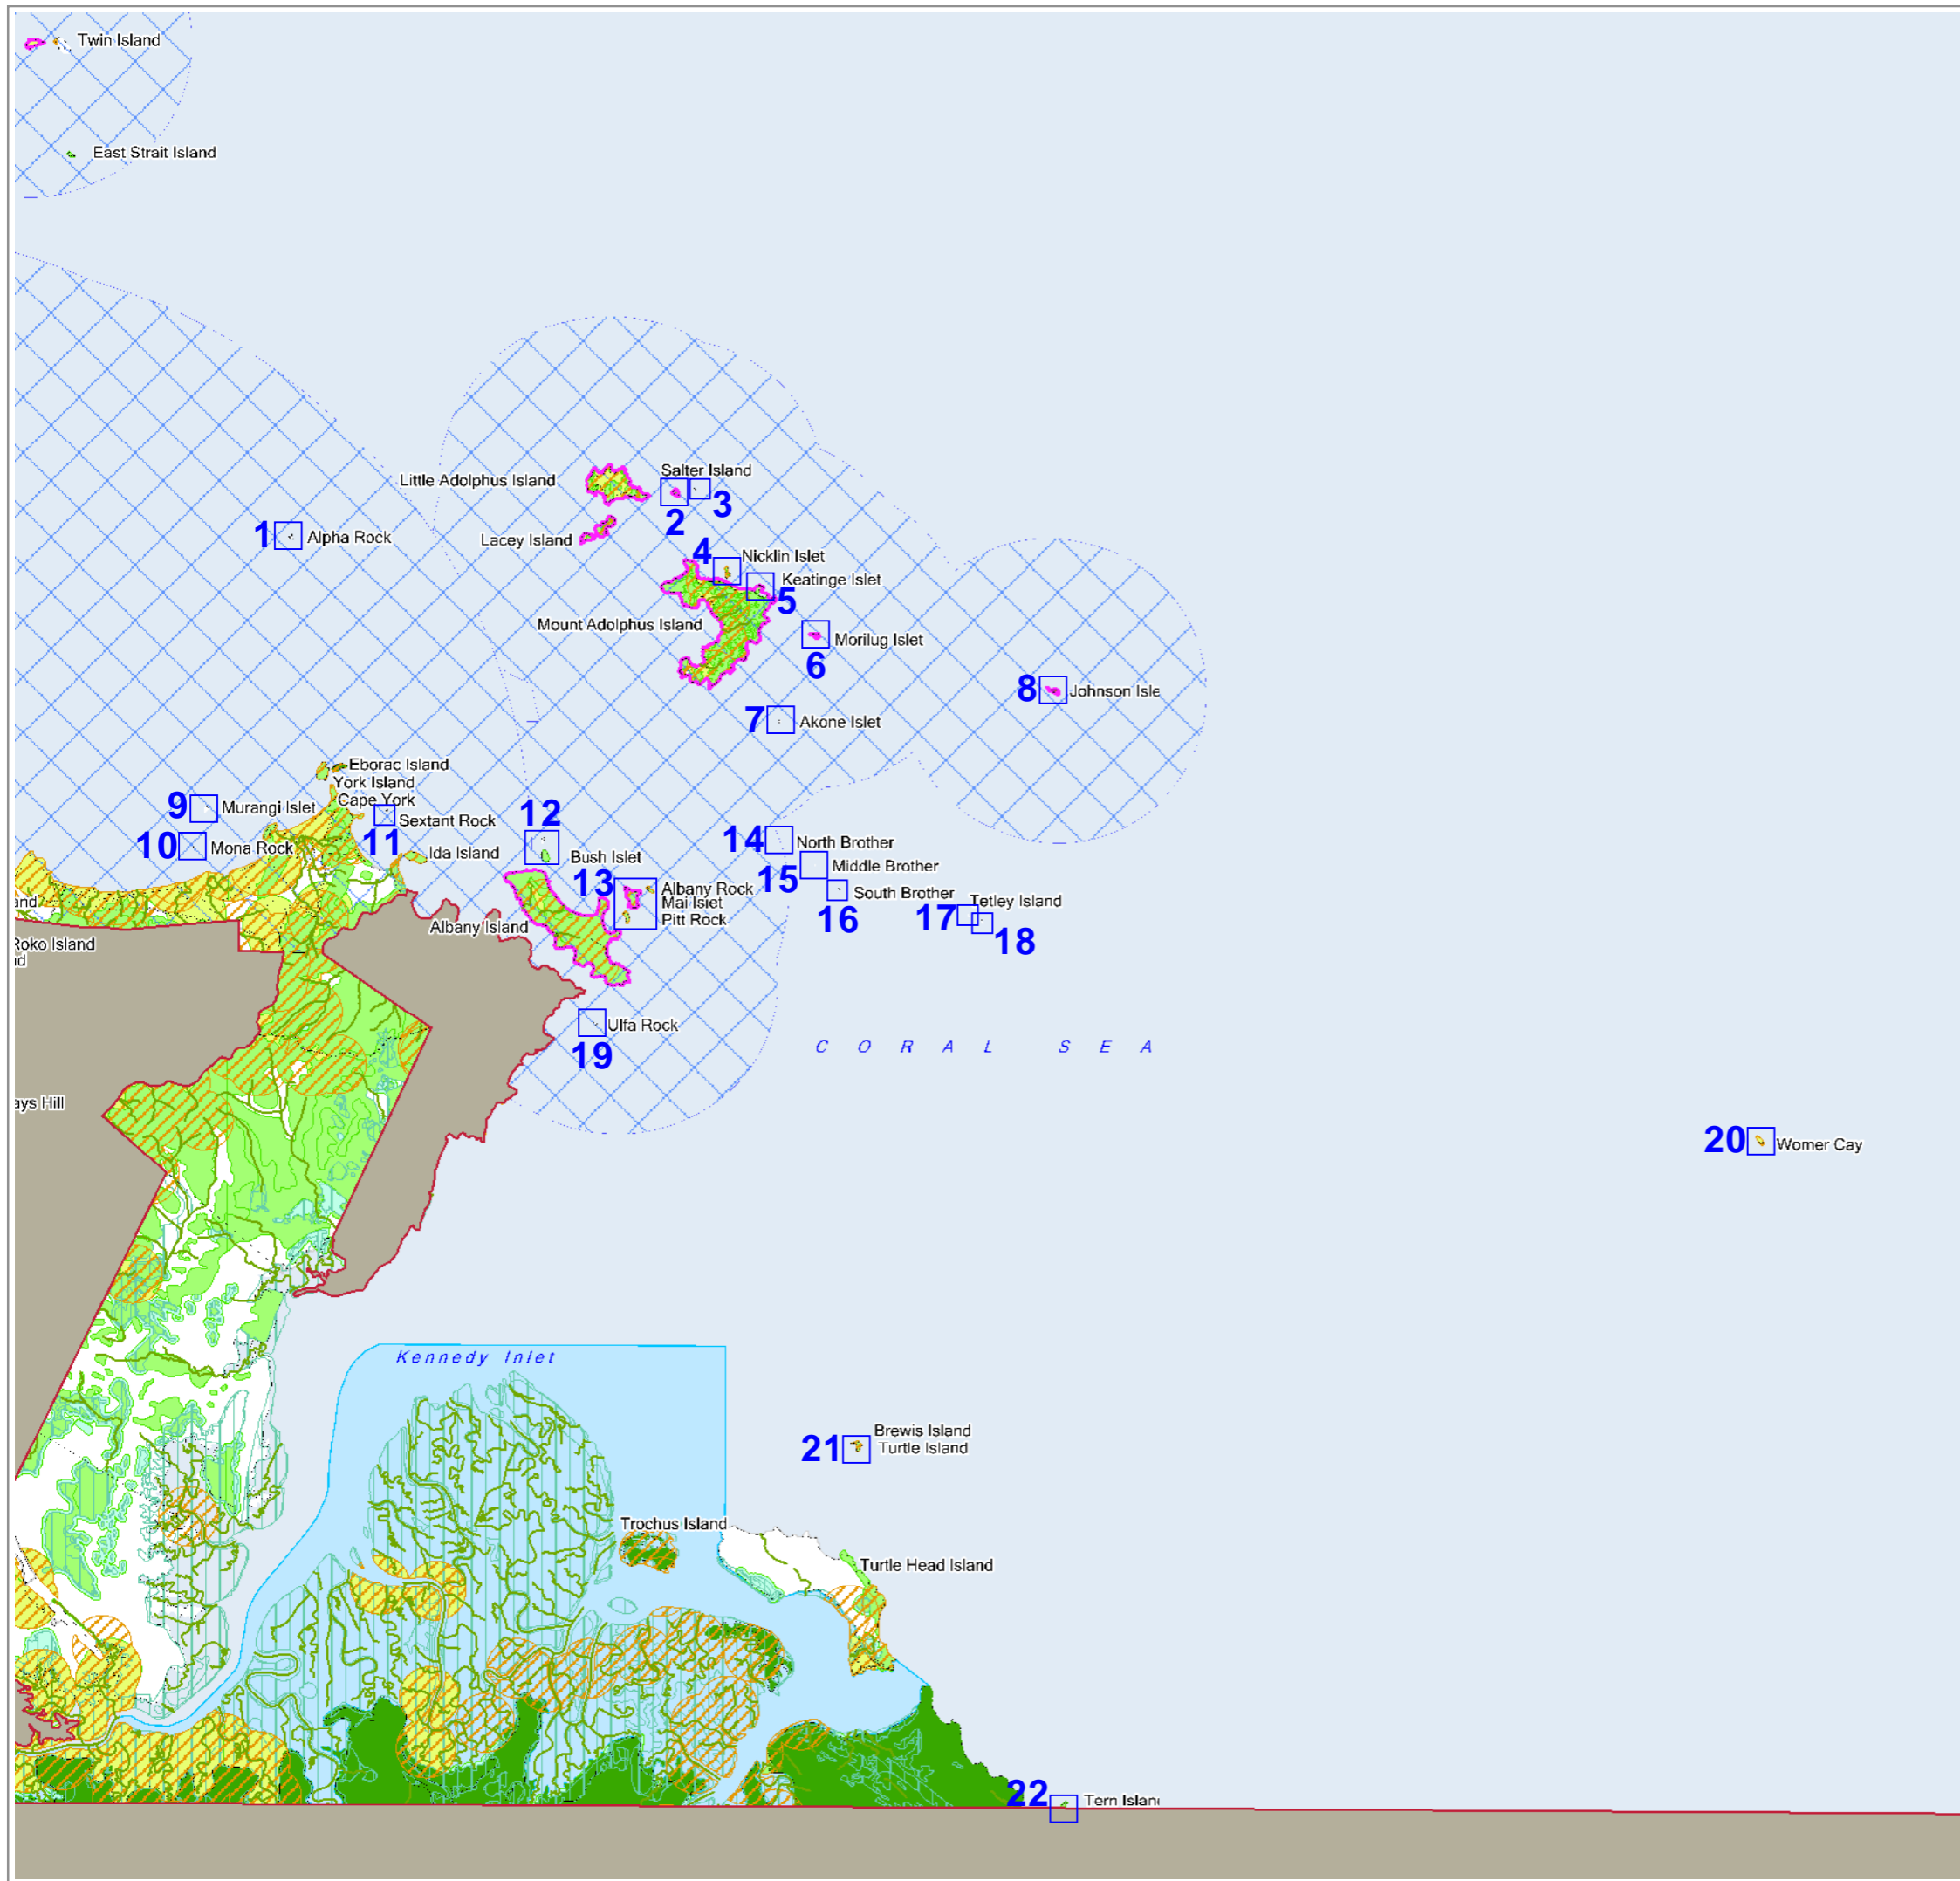 Twin Island
East Strait Island
Salter Island
Little Adolphus Island
2
3
1
Alpha Rock
Lacey Island
4
Nicklin Islet
Keatinge Islet
5
Mount Adolphus Island
Morilug Islet
6
8
Johnson Isle
7
Akone Islet
Eborac Island
York Island
Cape York
9
Murangi Islet
Sextant Rock
11
12
10
Mona Rock
Ida Island
Bush Islet
14
North Brother
15
Middle Brother
13
Albany Rock
Mai Islet
Pitt Rock
South Brother
16
Tetley Island
17
18
and
Albany Island
Roko Island
d
Ulfa Rock
19
CORAL SEA
ays Hill
20
Womer Cay
Kennedy Inlet
Brewis Island
21
Turtle Island
Trochus Island
Turtle Head Island
22
Tern Islan